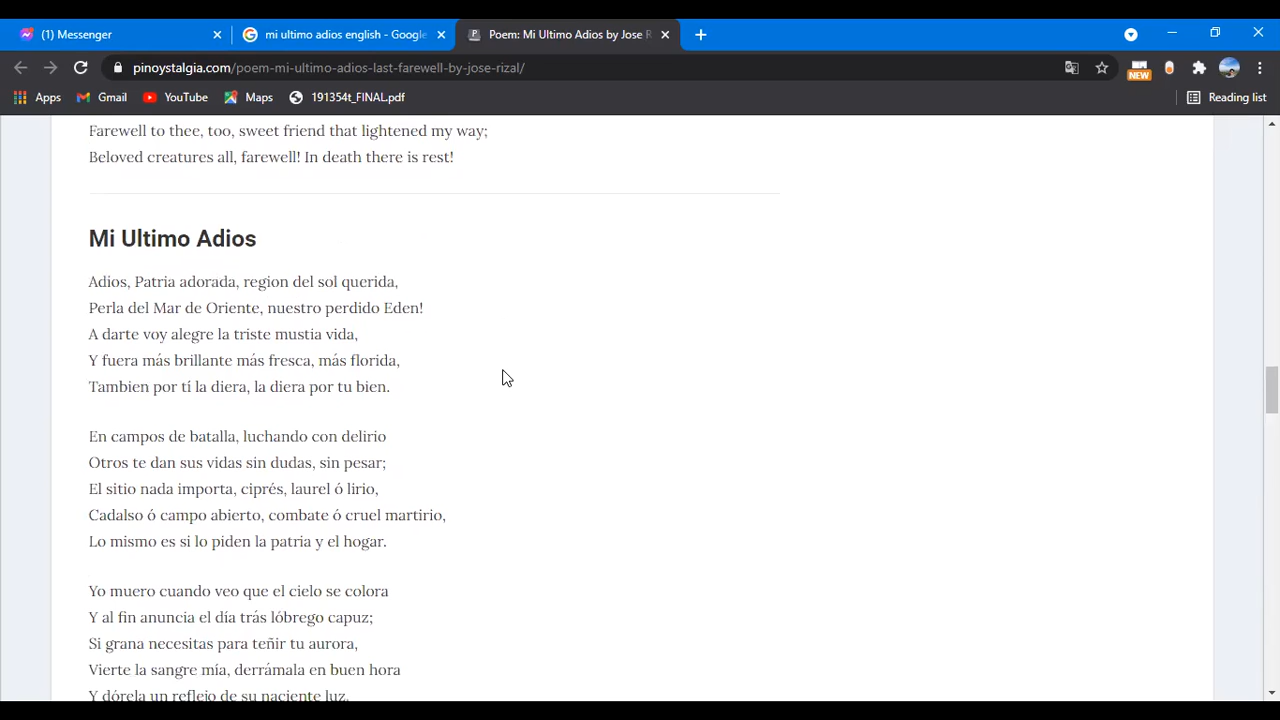 (1) Messenger
mi ultimo adios english - Google
Poem: Mi Ultimo Adios by Jose R
pinoystalgia.com/poem-mi-ultimo-adios-last-farewell-by-jose-rizal/
NEW
Apps
Gmail
YouTube
Maps
191354t_FINAL.pdf
Reading list
Farewell to thee, too, sweet friend that lightened my way;
Beloved creatures all, farewell! In death there is rest!
Mi Ultimo Adios
Adios, Patria adorada, region del sol querida,
Perla del Mar de Oriente, nuestro perdido Eden!
A darte voy alegre la triste mustia vida,
Y fuera más brillante más fresca, más florida,
Tambien por tí la diera, la diera por tu bien.
En campos de batalla, luchando con delirio
Otros te dan sus vidas sin dudas, sin pesar;
El sitio nada importa, ciprés, laurel ó lirio,
Cadalso ó campo abierto, combate ó cruel martirio,
Lo mismo es si lo piden la patria y el hogar.
Yo muero cuando veo que el cielo se colora
Y al fin anuncia el día trás lóbrego capuz;
Si grana necesitas para teñir tu aurora,
Vierte la sangre mía, derrámala en buen hora
Y dórela un reflejo de su naciente luz.